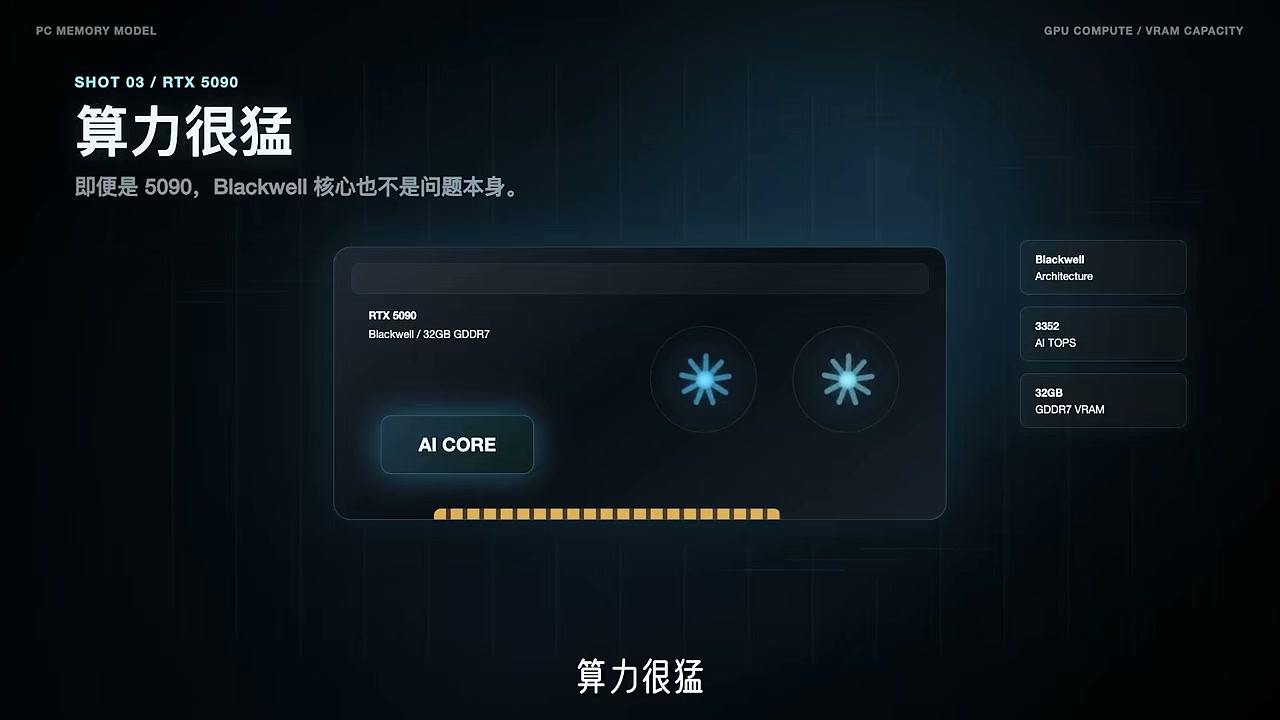 PC MEMORY MODEL
GPU COMPUTE / VRAM CAPACITY
SHOT 03 / RTX 5090
算力很猛
即便是 5090，Blackwell 核心也不是问题本身。
RTX 5090
Blackwell / 32GB GDDR7
AI CORE
Blackwell
Architecture
3352
AI TOPS
32GB
GDDR7 VRAM
算力很猛